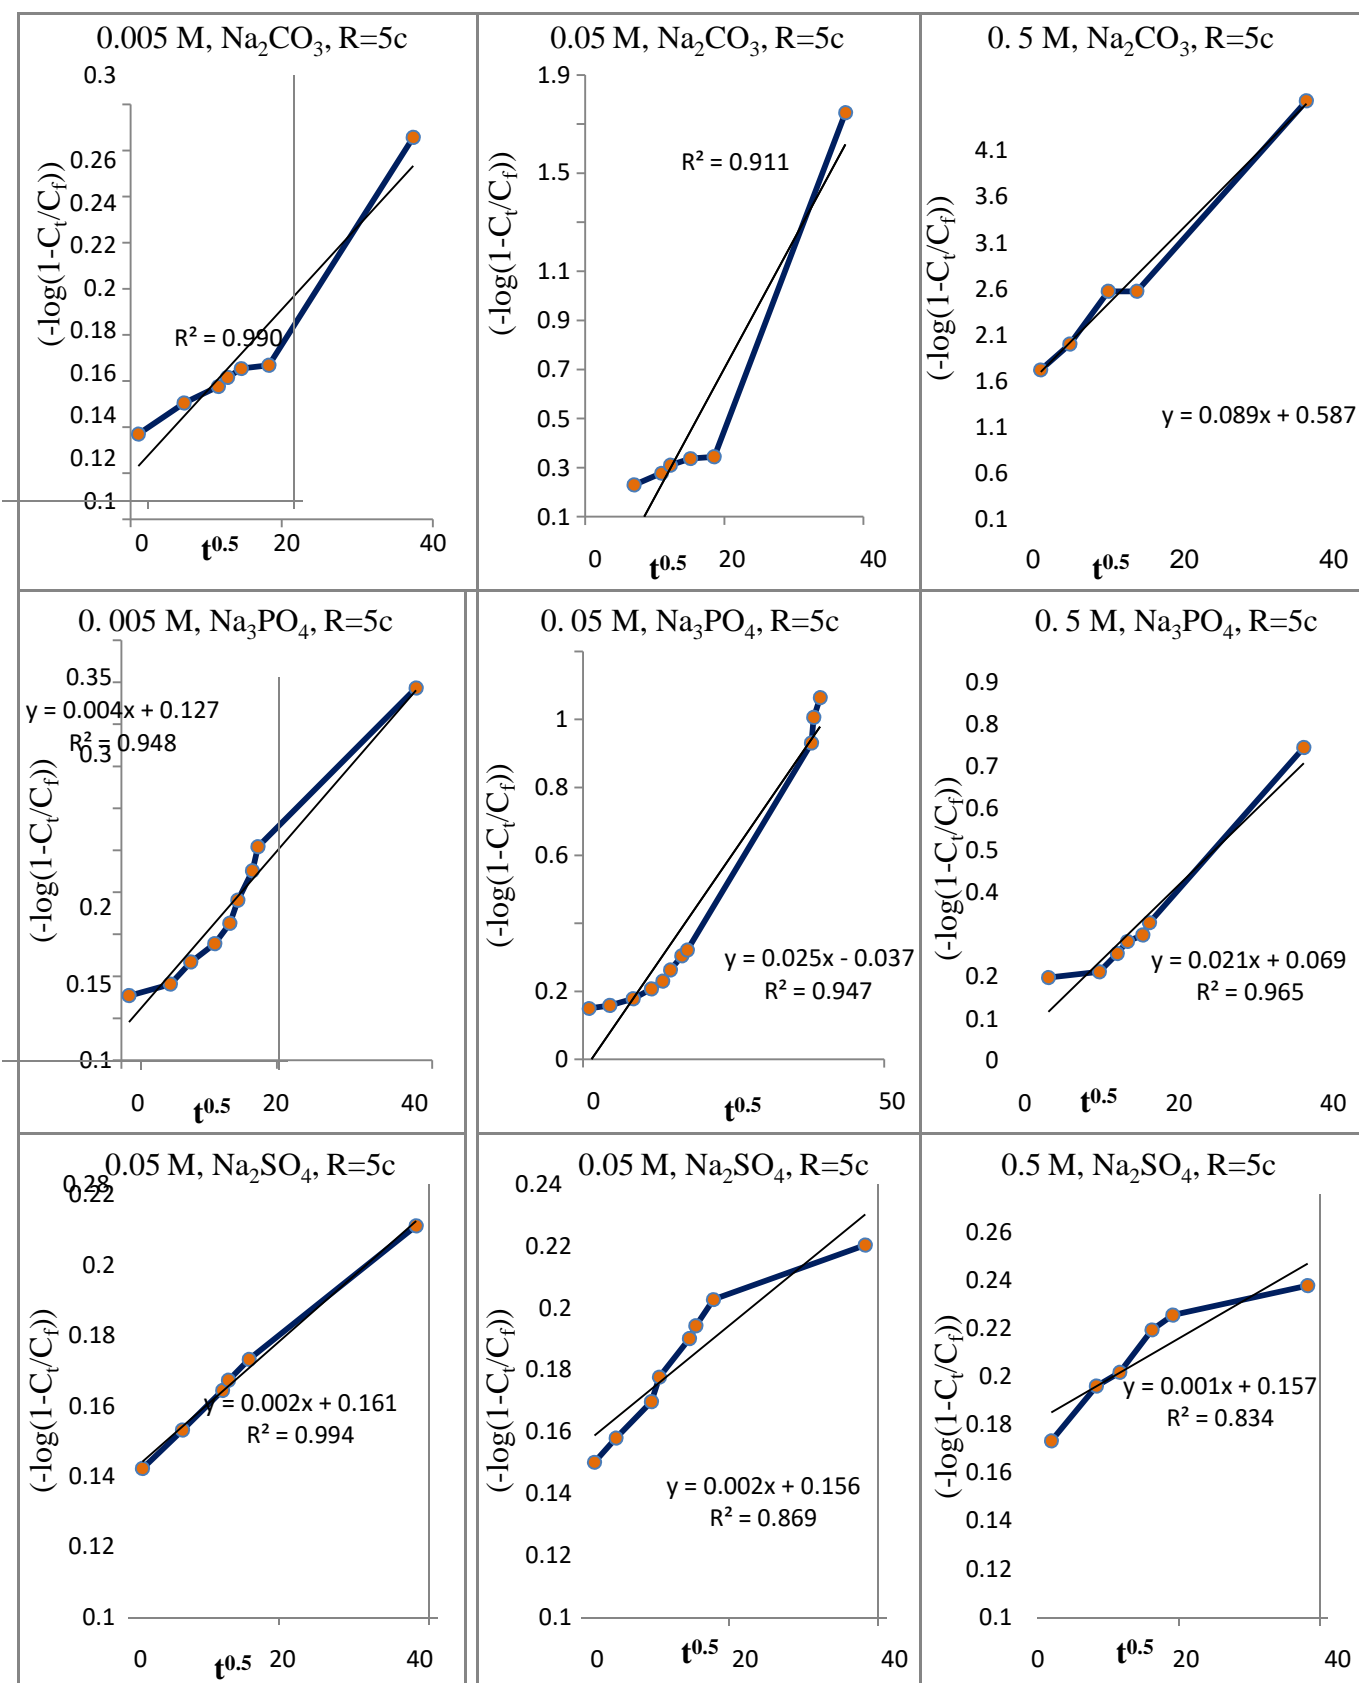 0.005 M, Na₂CO₃, R=5c
0.3
0.26
0.24
0.22
0.2
0.18
0.16
0.14
0.12
0.1
(-log(1-Cₜ/C_f))
R² = 0.990
0 20 40
t⁰·⁵
0.05 M, Na₂CO₃, R=5c
1.9
1.5
1.1
0.9
0.7
0.5
0.3
0.1
(-log(1-Cₜ/C_f))
R² = 0.911
0 20 40
t⁰·⁵
0. 5 M, Na₂CO₃, R=5c
4.1
3.6
3.1
2.6
2.1
1.6
1.1
0.6
0.1
(-log(1-Cₜ/C_f))
y = 0.089x + 0.587
0 20 40
t⁰·⁵
0. 005 M, Na₃PO₄, R=5c
0.35
0.3
0.2
0.15
0.1
(-log(1-Cₜ/C_f))
y = 0.004x + 0.127
R² = 0.948
0 20 40
t⁰·⁵
0. 05 M, Na₃PO₄, R=5c
1
0.8
0.6
0.2
0
(-log(1-Cₜ/C_f))
y = 0.025x - 0.037
R² = 0.947
0 50
t⁰·⁵
0. 5 M, Na₃PO₄, R=5c
0.9
0.8
0.7
0.6
0.5
0.4
0.2
0.1
0
(-log(1-Cₜ/C_f))
y = 0.021x + 0.069
R² = 0.965
0 20 40
t⁰·⁵
0.05 M, Na₂SO₄, R=5c
0.28
0.22
0.2
0.18
0.16
0.14
0.12
0.1
(-log(1-Cₜ/C_f))
y = 0.002x + 0.161
R² = 0.994
0 20 40
t⁰·⁵
0.05 M, Na₂SO₄, R=5c
0.24
0.22
0.2
0.18
0.16
0.14
0.12
0.1
(-log(1-Cₜ/C_f))
y = 0.002x + 0.156
R² = 0.869
0 20 40
t⁰·⁵
0.5 M, Na₂SO₄, R=5c
0.26
0.24
0.22
0.2
0.18
0.16
0.14
0.12
0.1
(-log(1-Cₜ/C_f))
y = 0.001x + 0.157
R² = 0.834
0 20 40
t⁰·⁵